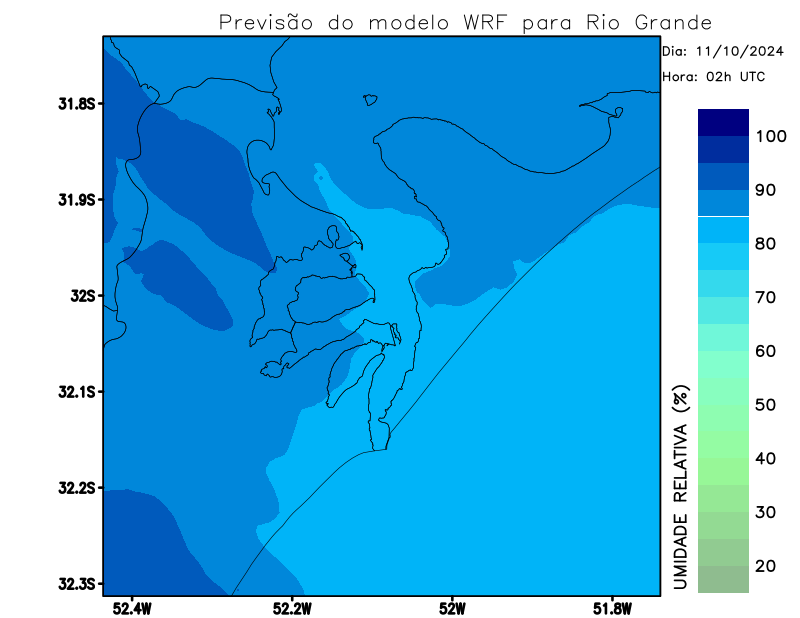 Previsão do modelo WRF para Rio Grande
Dia: 11/10/2024
Hora: 02h UTC
31.8S
31.9S
32S
32.1S
32.2S
32.3S
52.4W
52.2W
52W
51.8W
100
90
80
70
60
50
40
30
20
UMIDADE RELATIVA (%)